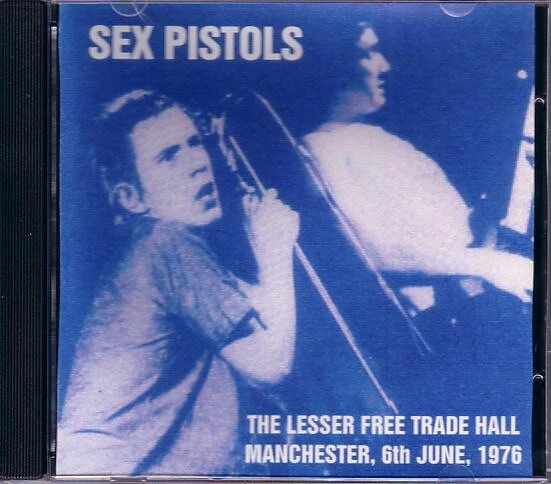 SEX PISTOLS
THE LESSER FREE TRADE HALL
MANCHESTER, 6th JUNE, 1976